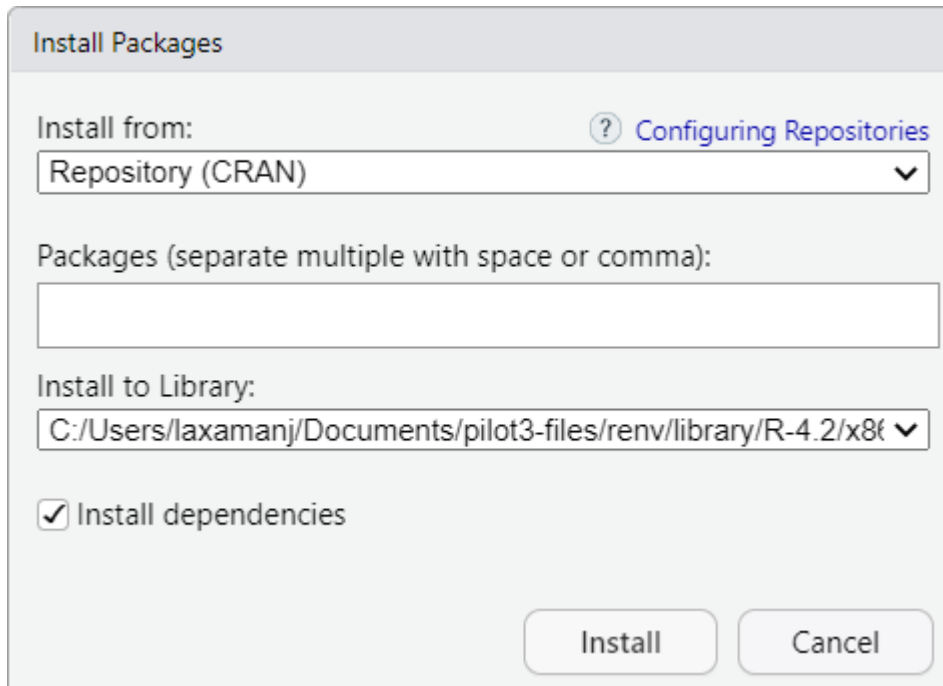 Install Packages
Install from:
? Configuring Repositories
Repository (CRAN)
Packages (separate multiple with space or comma):
Install to Library:
C:/Users/laxamanj/Documents/pilot3-files/renv/library/R-4.2/x86
Install dependencies
Install
Cancel